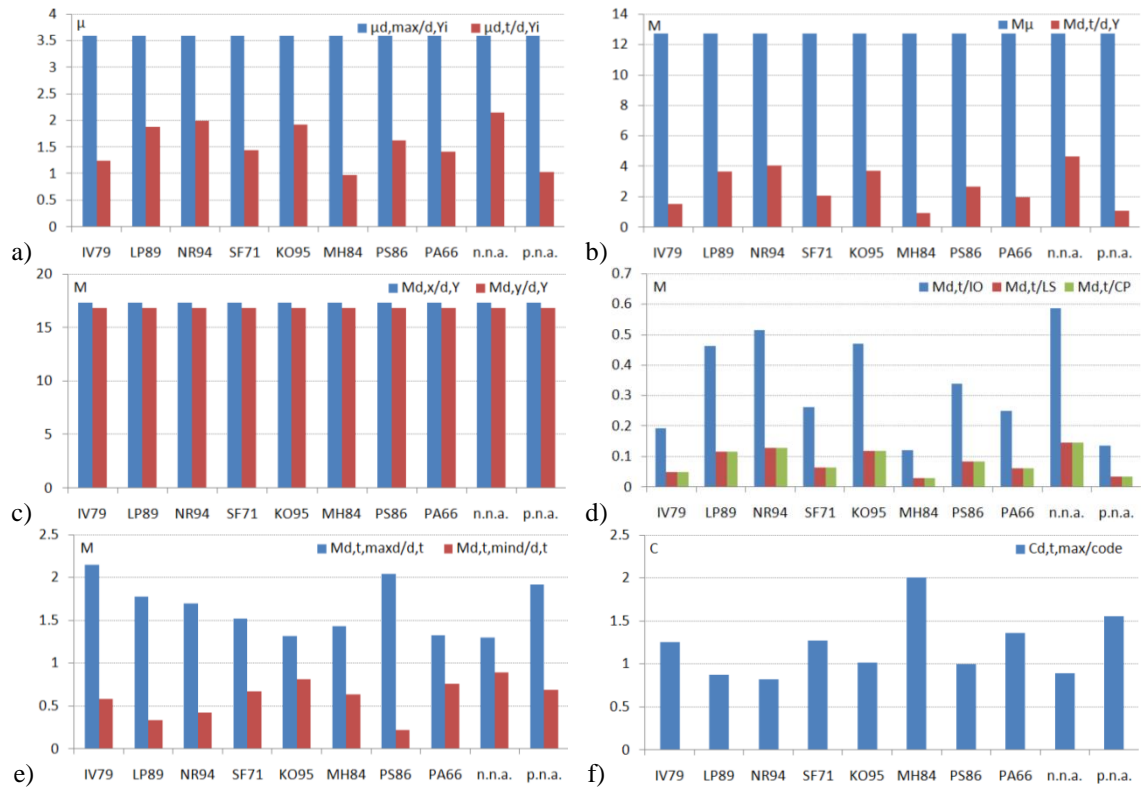 µ
µd,max/d,Yi µd,t/d,Yi
4
3.5
3
2.5
2
1.5
1
0.5
0
IV79 LP89 NR94 SF71 KO95 MH84 PS86 PA66 n.n.a. p.n.a.
a)
M
Mµ Md,t/d,Y
14
12
10
8
6
4
2
0
IV79 LP89 NR94 SF71 KO95 MH84 PS86 PA66 n.n.a. p.n.a.
b)
M
Md,x/d,Y Md,y/d,Y
20
15
10
5
0
IV79 LP89 NR94 SF71 KO95 MH84 PS86 PA66 n.n.a. p.n.a.
c)
M
Md,t/IO Md,t/LS Md,t/CP
0.7
0.6
0.5
0.4
0.3
0.2
0.1
0
IV79 LP89 NR94 SF71 KO95 MH84 PS86 PA66 n.n.a. p.n.a.
d)
M
Md,t,maxd/d,t Md,t,mind/d,t
2.5
2
1.5
1
0.5
0
IV79 LP89 NR94 SF71 KO95 MH84 PS86 PA66 n.n.a. p.n.a.
e)
C
Cd,t,max/code
2.5
2
1.5
1
0.5
0
IV79 LP89 NR94 SF71 KO95 MH84 PS86 PA66 n.n.a. p.n.a.
f)